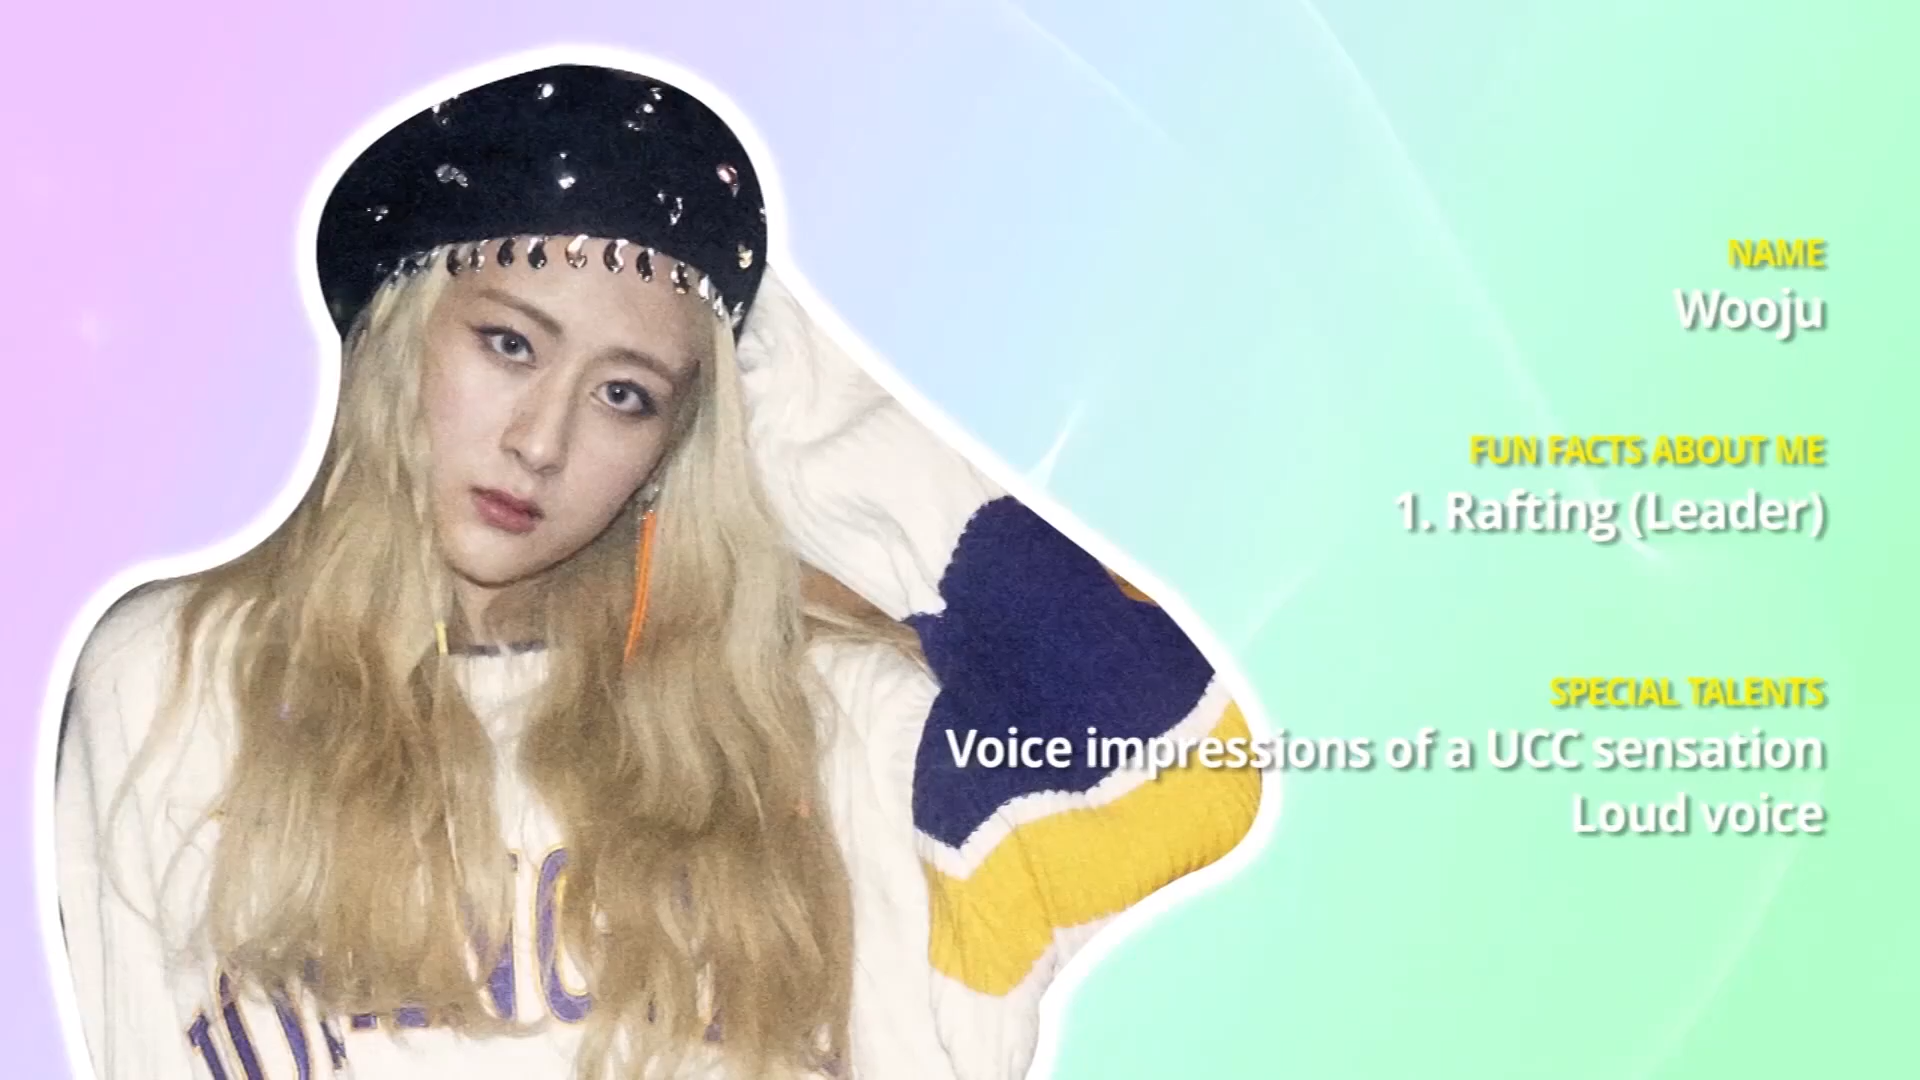 NAME
Wooju
FUN FACTS ABOUT ME
1. Rafting (Leader)
SPECIAL TALENTS
Voice impressions of a UCC sensation
Loud voice